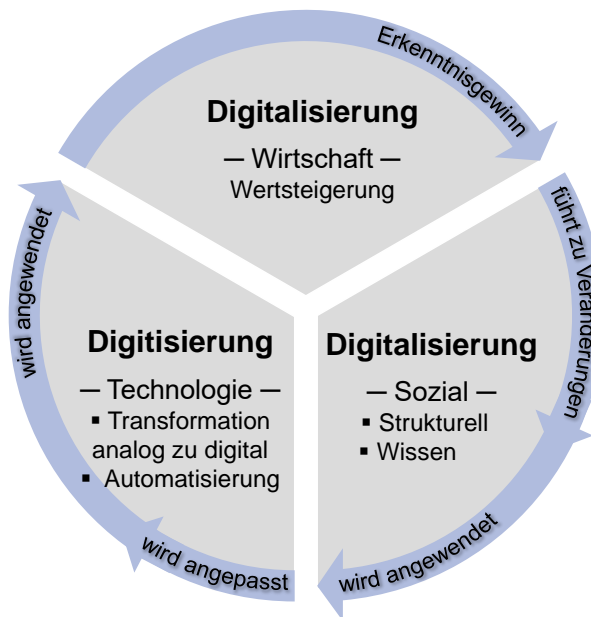 Erkenntnisgewinn
Digitalisierung
— Wirtschaft —
Wertsteigerung
führt zu Veränderungen
wird angewendet
Digitisierung
— Technologie —
▪ Transformation
analog zu digital
▪ Automatisierung
Digitalisierung
— Sozial —
▪ Strukturell
▪ Wissen
wird angepasst
wird angewendet